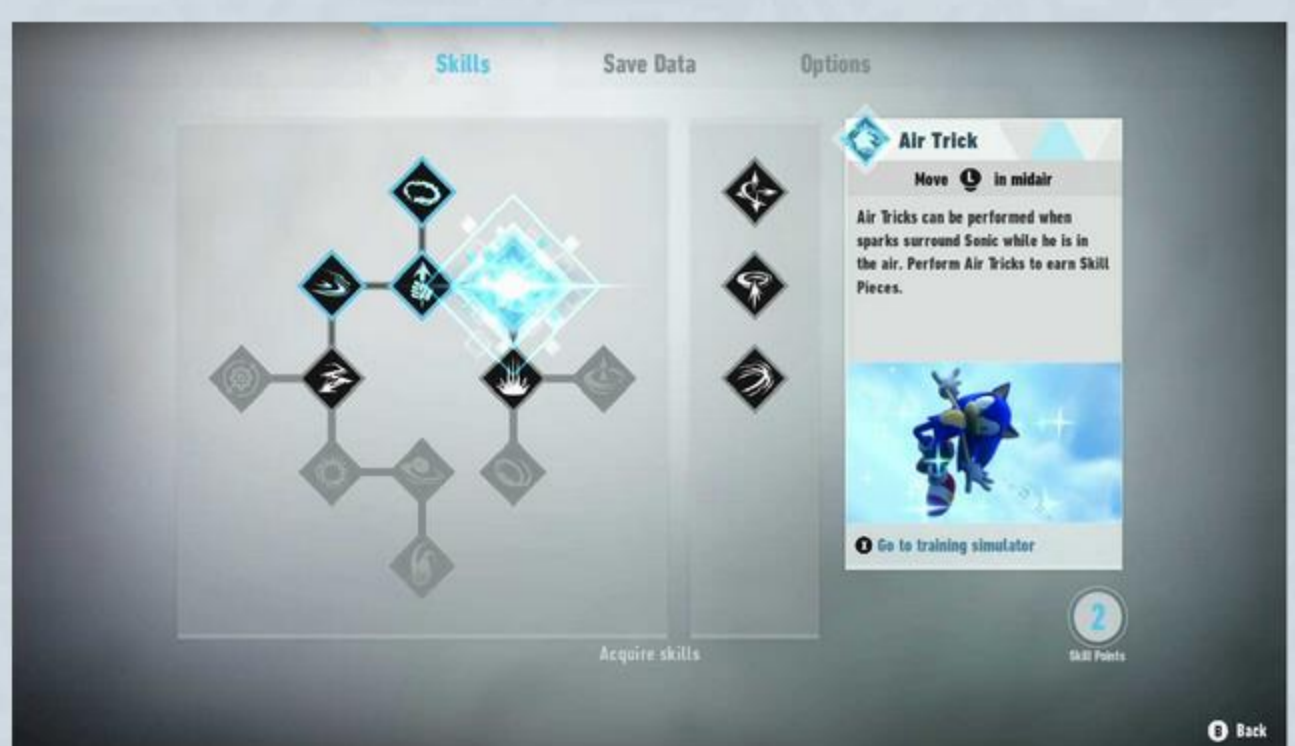 Skills Save Data Options
Air Trick
Move L in midair
Air Tricks can be performed when
sparks surround Sonic while he is in
the air. Perform Air Tricks to earn Skill
Pieces.
X Go to training simulator
2
Skill Points
Acquire skills
B Back